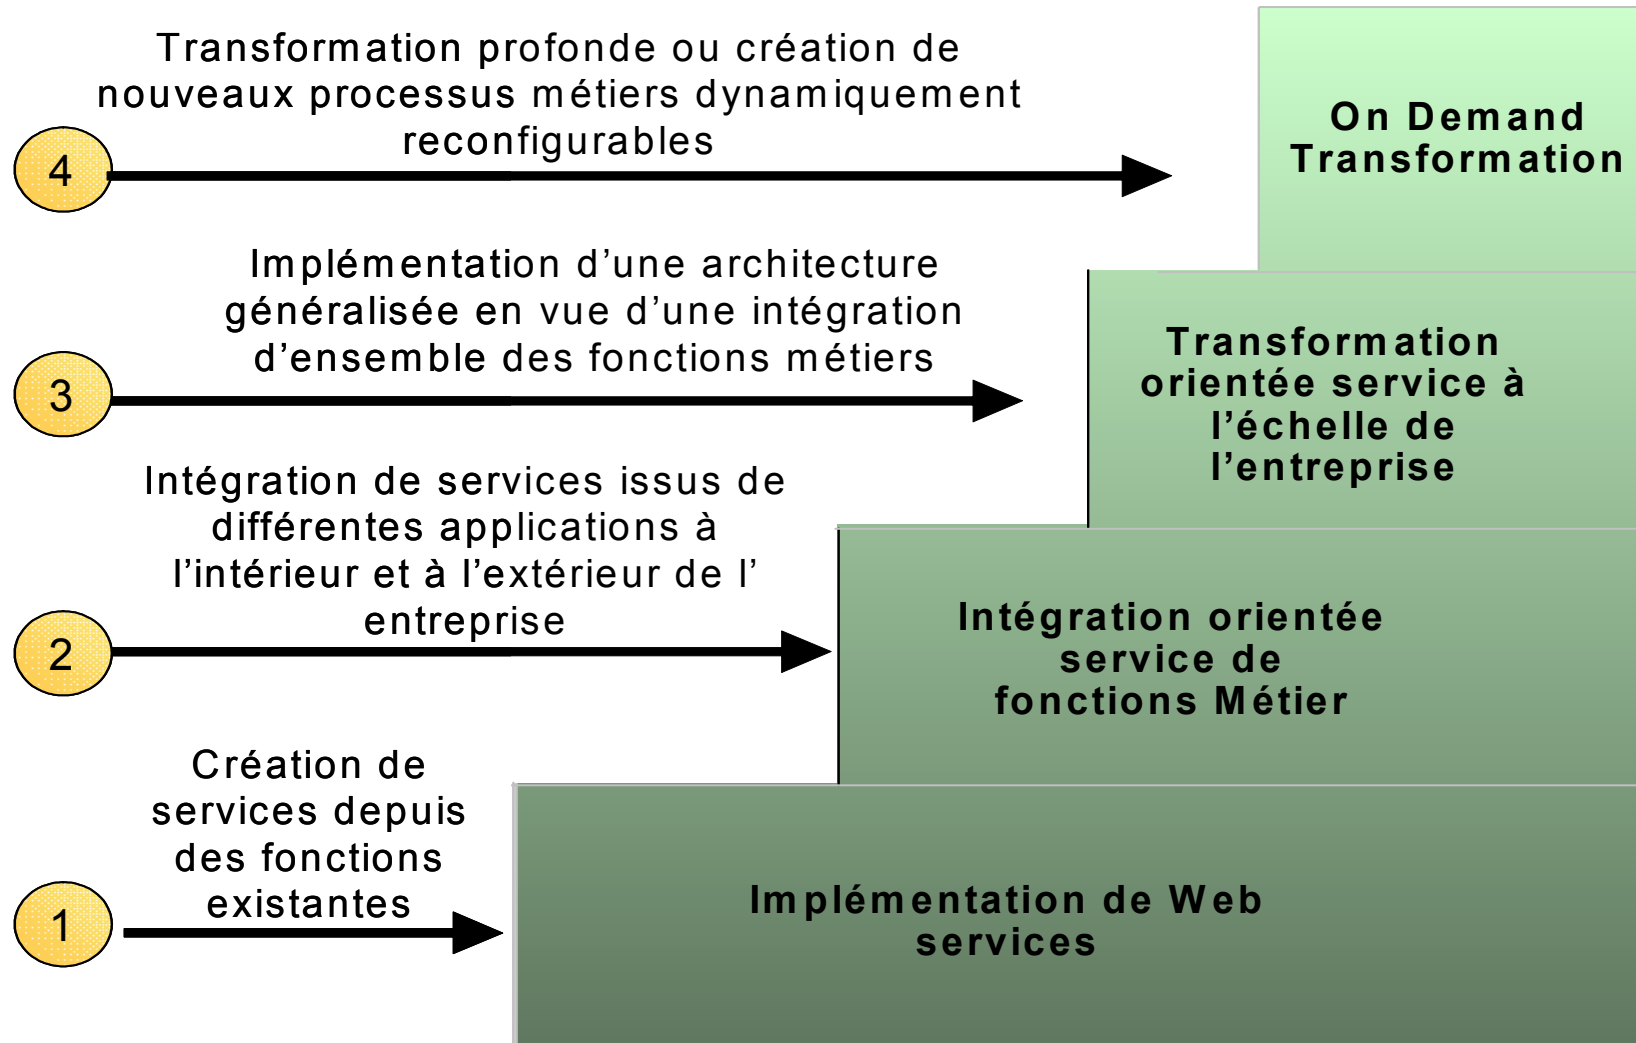 Transformation profonde ou création de
nouveaux processus métiers dynamiquement
reconfigurables
4
On Demand
Transformation
Implémentation d’une architecture
généralisée en vue d’une intégration
d’ensemble des fonctions métiers
3
Transformation
orientée service à
l’échelle de
l’entreprise
Intégration de services issus de
différentes applications à
l’intérieur et à l’extérieur de l’
entreprise
2
Intégration orientée
service de
fonctions Métier
Création de
services depuis
des fonctions
existantes
1
Implémentation de Web
services